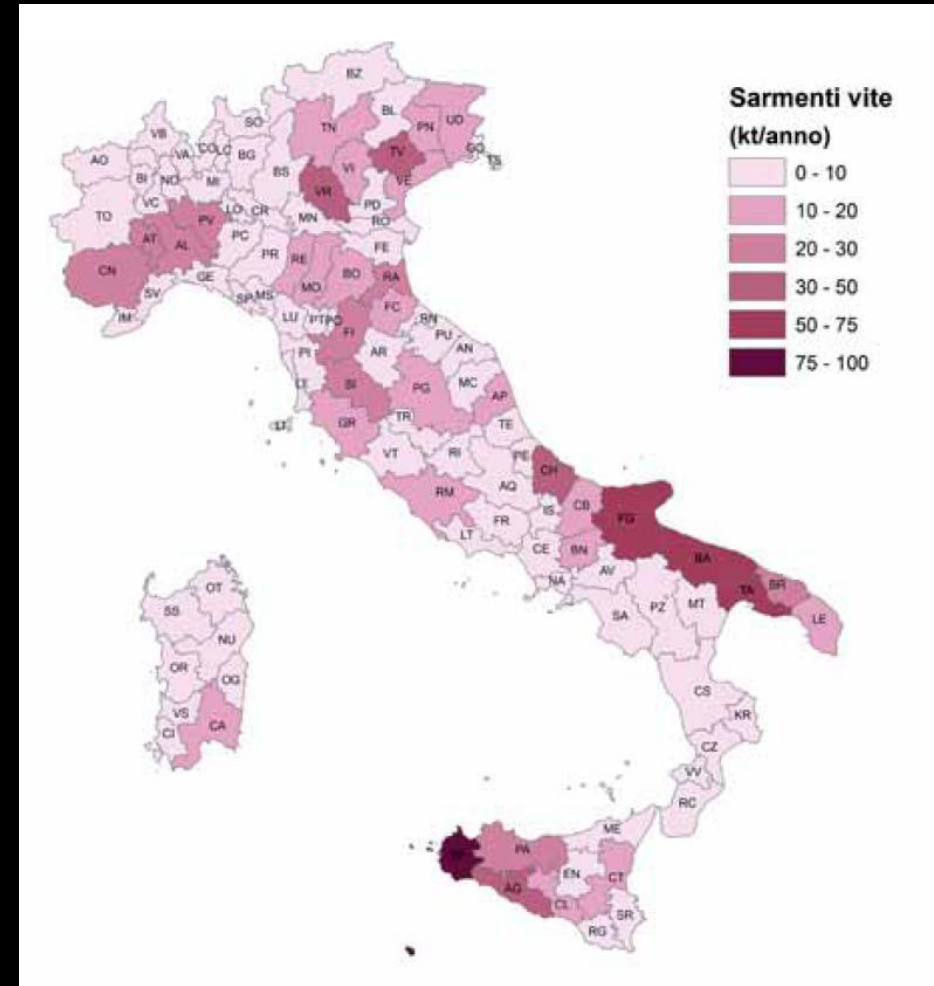 Sarmenti vite
(kt/anno)
0 - 10
10 - 20
20 - 30
30 - 50
50 - 75
75 - 100
BZ
VB
SO
TN
BL
PN
UD
GO
TS
AO
VA
CO
LC
BG
BS
VI
TV
VE
BI
NO
MI
VR
TO
VC
PV
LO
CR
MN
PD
RO
AT
AL
PC
PR
RE
FE
CN
GE
MO
BO
RA
SV
SP
MS
FC
IM
LU
PT
PO
FI
RN
PU
PI
AR
AN
LI
SI
PG
MC
AP
LT
GR
TR
TE
VT
RI
PE
CH
AQ
RM
IS
CB
FG
FR
LT
CE
BN
BA
NA
AV
TA
BR
OT
SA
PZ
MT
LE
SS
NU
OR
OG
CS
VS
CA
KR
CI
CZ
VV
RC
ME
PA
EN
CT
AG
CL
SR
RG